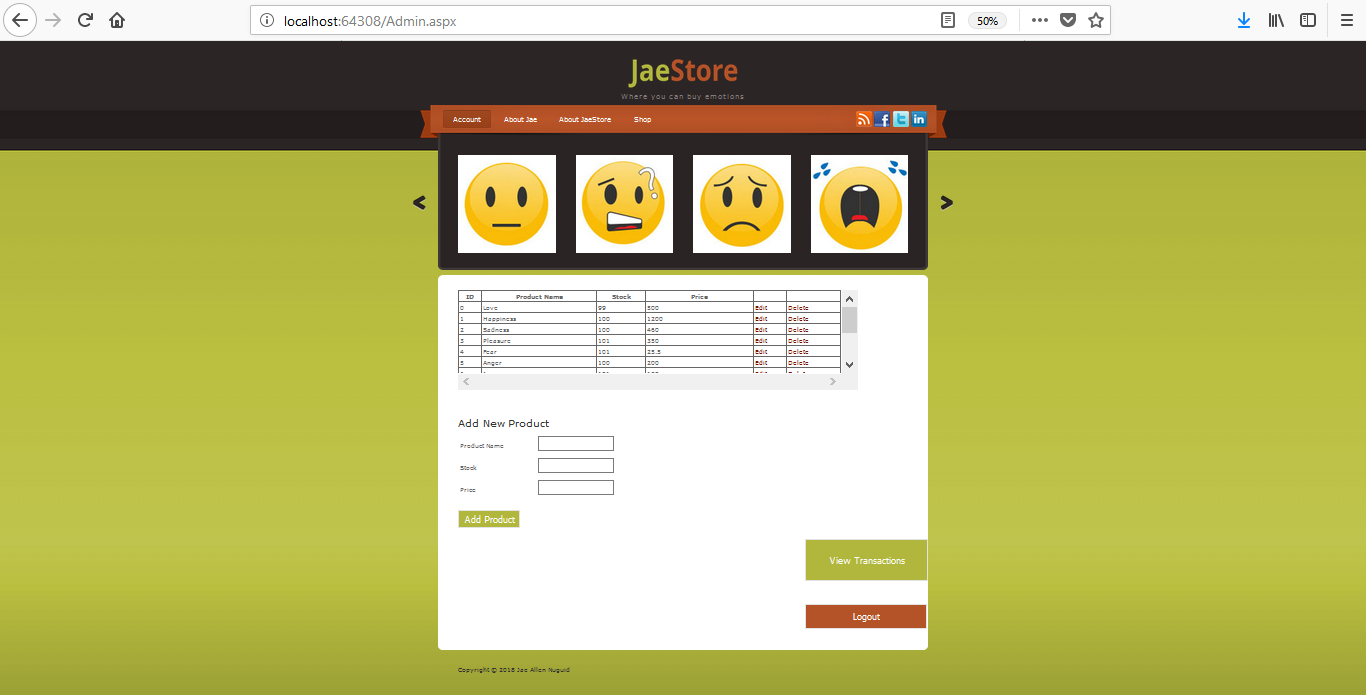 localhost:64308/Admin.aspx
50%
JaeStore
Where you can buy emotions
Account About Jae About JaeStore Shop
ID Product Name Stock Price
0 Love 99 500 Edit Delete
1 Happiness 100 1200 Edit Delete
2 Sadness 100 460 Edit Delete
3 Pleasure 101 350 Edit Delete
4 Fear 101 25.5 Edit Delete
5 Anger 100 200 Edit Delete
Add New Product
Product Name
Stock
Price
Add Product
View Transactions
Logout
Copyright © 2018 Jae Allen Nuguid